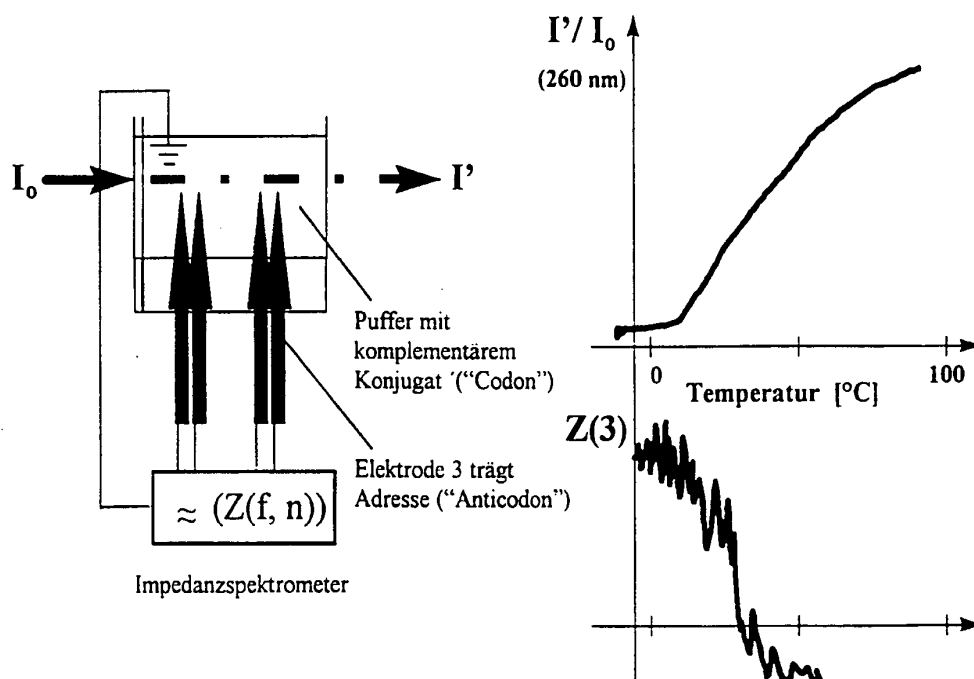 I₀
I'
Puffer mit
komplementärem
Konjugat ´(“Codon”)
Elektrode 3 trägt
Adresse (“Anticodon”)
≈ (Z(f, n))
Impedanzspektrometer
I'/ I₀
(260 nm)
0
100
Temperatur [°C]
Z(3)